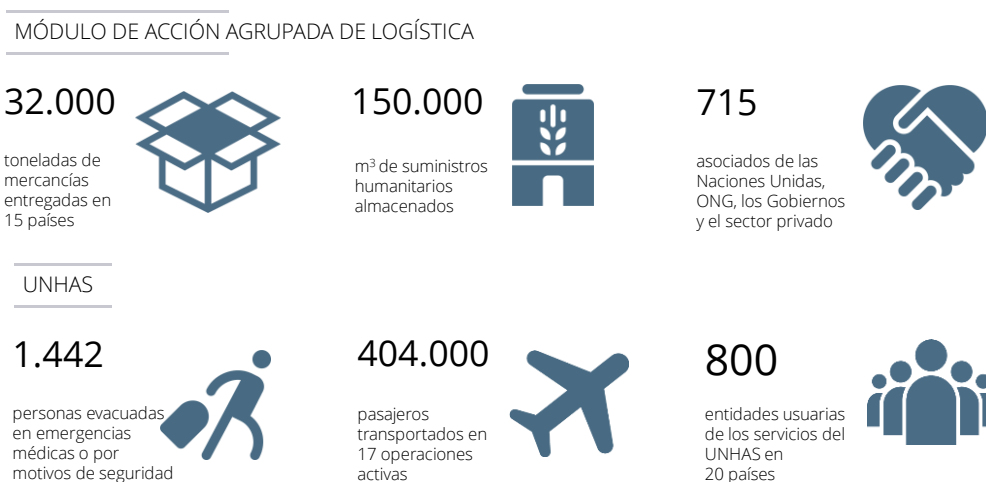 MÓDULO DE ACCIÓN AGRUPADA DE LOGÍSTICA
32.000
toneladas de
mercancías
entregadas en
15 países
150.000
m³ de suministros
humanitarios
almacenados
715
asociados de las
Naciones Unidas,
ONG, los Gobiernos
y el sector privado
UNHAS
1.442
personas evacuadas
en emergencias
médicas o por
motivos de seguridad
404.000
pasajeros
transportados en
17 operaciones
activas
800
entidades usuarias
de los servicios del
UNHAS en
20 países